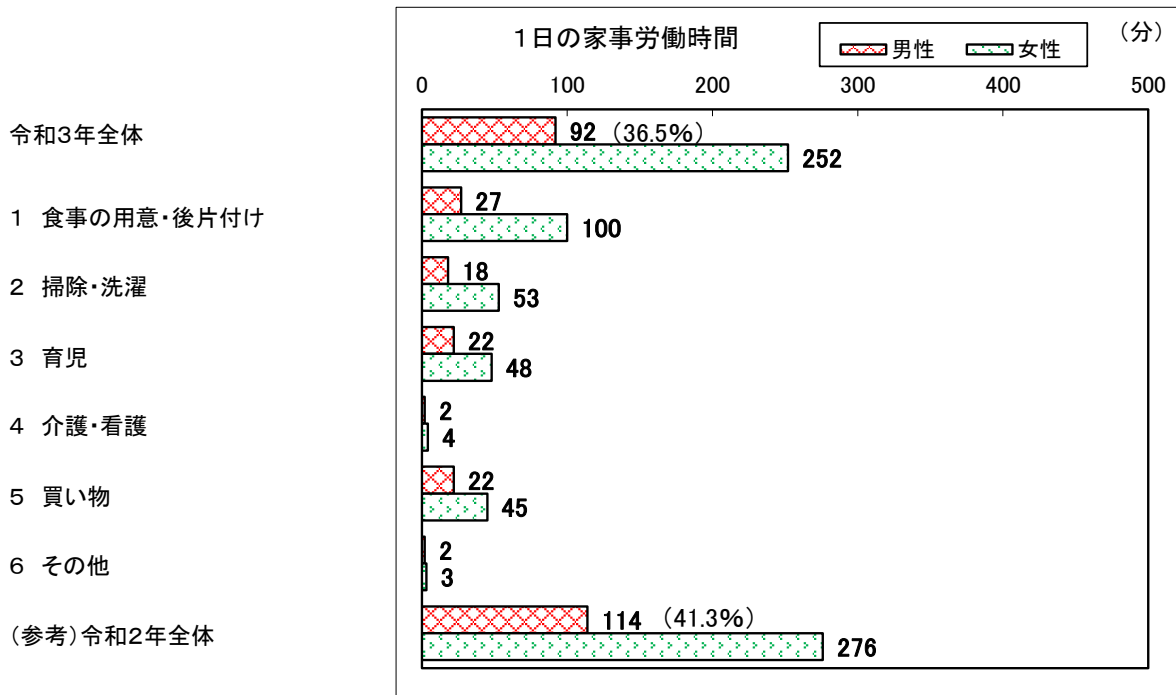 １日の家事労働時間
男性 女性
（分）
0 100 200 300 400 500
令和３年全体
92 （36.5%）
252
１ 食事の用意・後片付け
27
100
２ 掃除・洗濯
18
53
３ 育児
22
48
４ 介護・看護
2
4
５ 買い物
22
45
６ その他
2
3
（参考）令和２年全体
114 （41.3%）
276